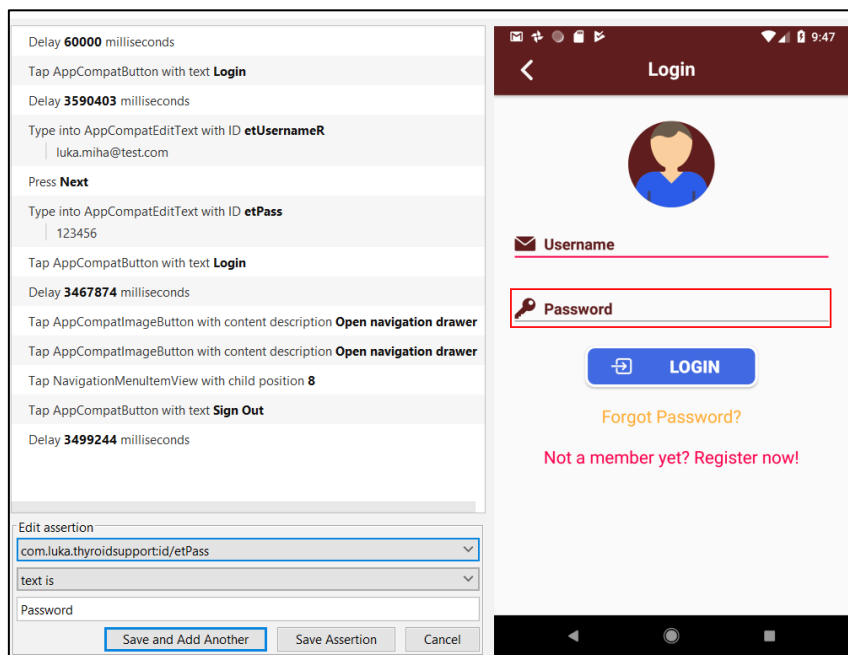 Delay 60000 milliseconds
Tap AppCompatButton with text Login
Delay 3590403 milliseconds
Type into AppCompatEditText with ID etUsernameR
luka.miha@test.com
Press Next
Type into AppCompatEditText with ID etPass
123456
Tap AppCompatButton with text Login
Delay 3467874 milliseconds
Tap AppCompatImageButton with content description Open navigation drawer
Tap AppCompatImageButton with content description Open navigation drawer
Tap NavigationMenuItemView with child position 8
Tap AppCompatButton with text Sign Out
Delay 3499244 milliseconds
Edit assertion
com.luka.thyroidsupport:id/etPass
text is
Password
Save and Add Another Save Assertion Cancel
9:47
Login
Username
Password
LOGIN
Forgot Password?
Not a member yet? Register now!